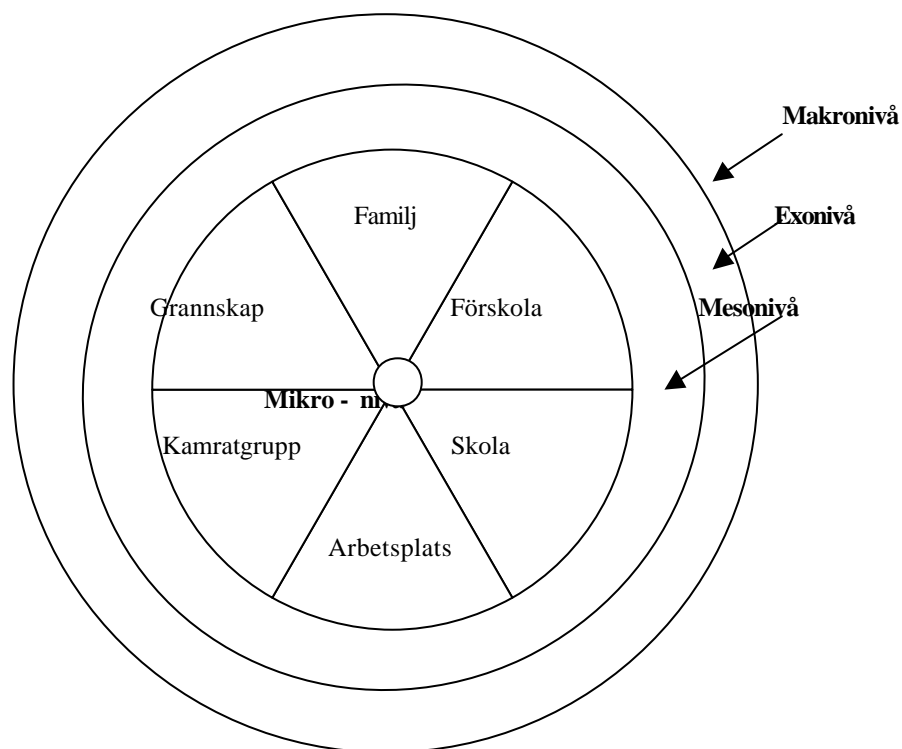 Makronivå
Familj
Exonivå
Grannskap
Förskola
Mesonivå
Mikro -
Kamratgrupp
Skola
Arbetsplats